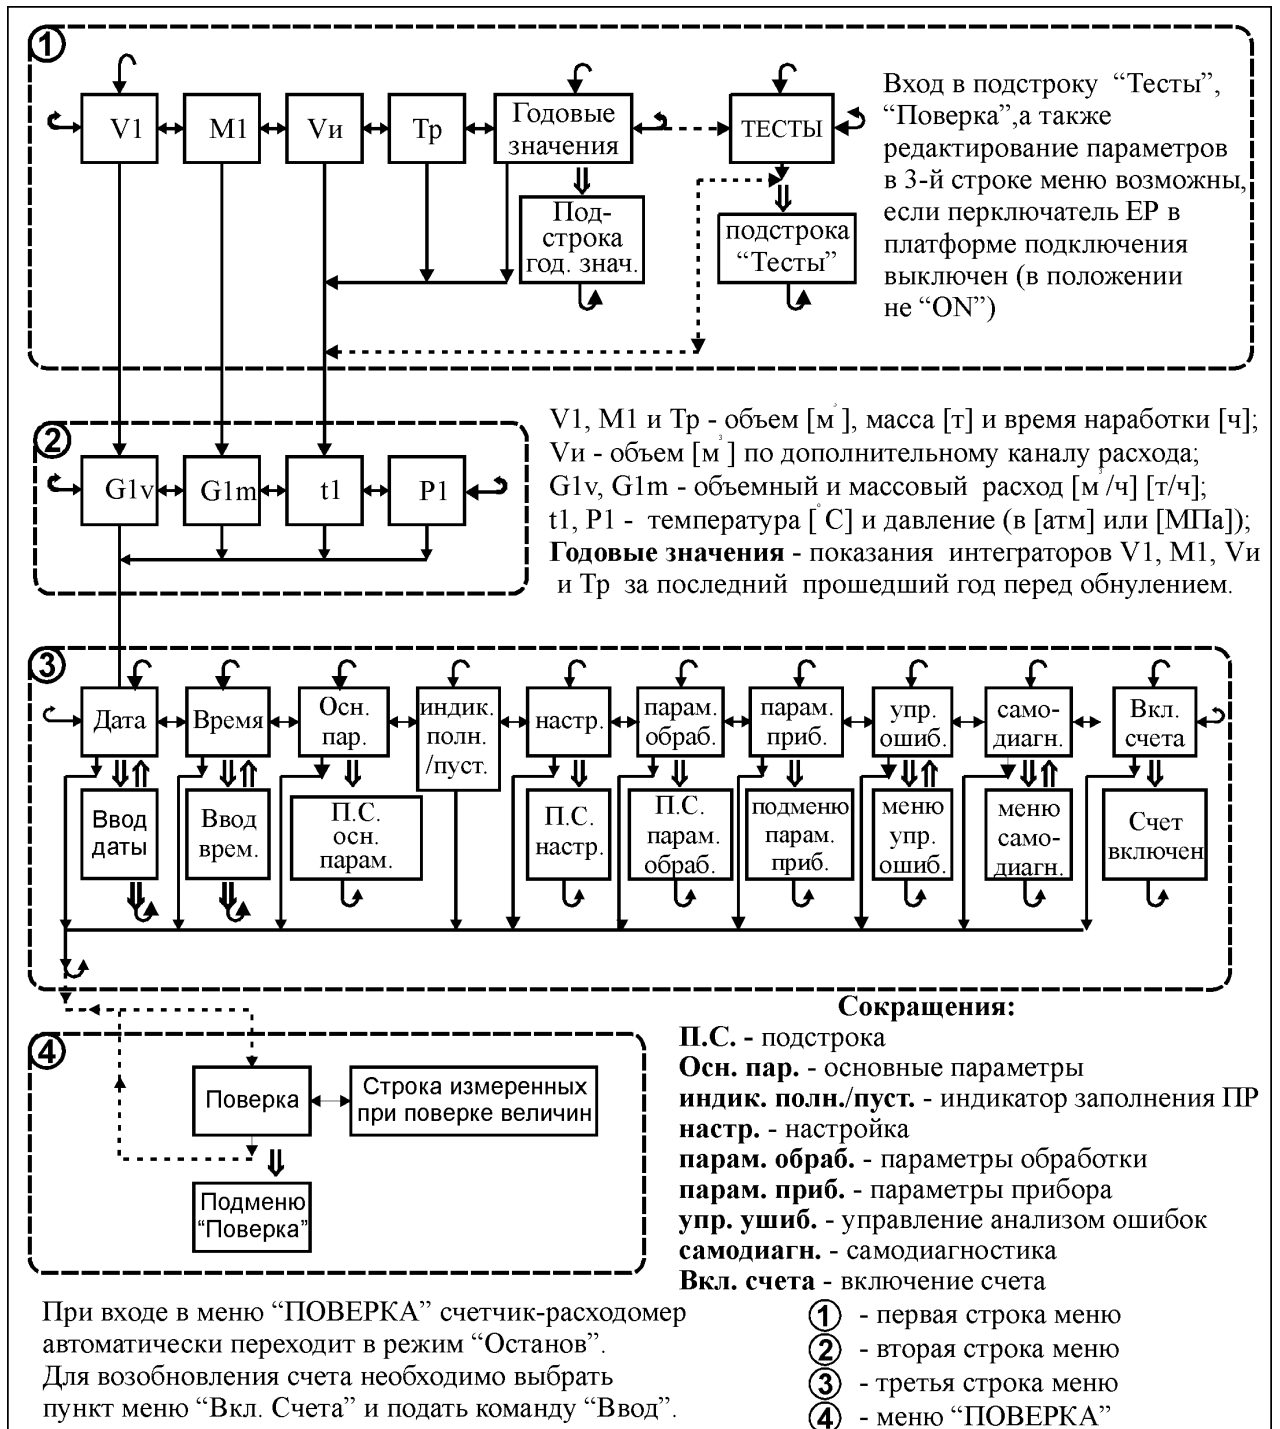 1
V1
M1
Vи
Тр
Годовые
значения
ТЕСТЫ
Под-
строка
год. знач.
подстрока
“Тесты”
Вход в подстроку “Тесты”,
“Поверка”,а также
редактирование параметров
в 3-й строке меню возможны,
если перключатель ЕР в
платформе подключения
выключен (в положении
не “ON”)
2
G1v
G1m
t1
P1
V1, M1 и Тр - объем [м³], масса [т] и время наработки [ч];
Vи - объем [м³] по дополнительному каналу расхода;
G1v, G1m - объемный и массовый расход [м³/ч] [т/ч];
t1, P1 - температура [°С] и давление (в [атм] или [МПа]);
Годовые значения - показания интеграторов V1, M1, Vи
и Тр за последний прошедший год перед обнулением.
3
Дата
Время
Осн.
пар.
индик.
полн.
/пуст.
настр.
парам.
обраб.
парам.
приб.
упр.
ошиб.
само-
диагн.
Вкл.
счета
Ввод
даты
Ввод
врем.
П.С.
осн.
парам.
П.С.
настр.
П.С.
парам.
обраб.
подменю
парам.
приб.
меню
упр.
ошиб.
меню
само-
диагн.
Счет
включен
4
Поверка
Строка измеренных
при поверке величин
Подменю
“Поверка”
Сокращения:
П.С. - подстрока
Осн. пар. - основные параметры
индик. полн./пуст. - индикатор заполнения ПР
настр. - настройка
парам. обраб. - параметры обработки
парам. приб. - параметры прибора
упр. ушиб. - управление анализом ошибок
самодиагн. - самодиагностика
Вкл. счета - включение счета
При входе в меню “ПОВЕРКА” счетчик-расходомер
автоматически переходит в режим “Останов”.
Для возобновления счета необходимо выбрать
пункт меню “Вкл. Счета” и подать команду “Ввод”.
1 - первая строка меню
2 - вторая строка меню
3 - третья строка меню
4 - меню “ПОВЕРКА”